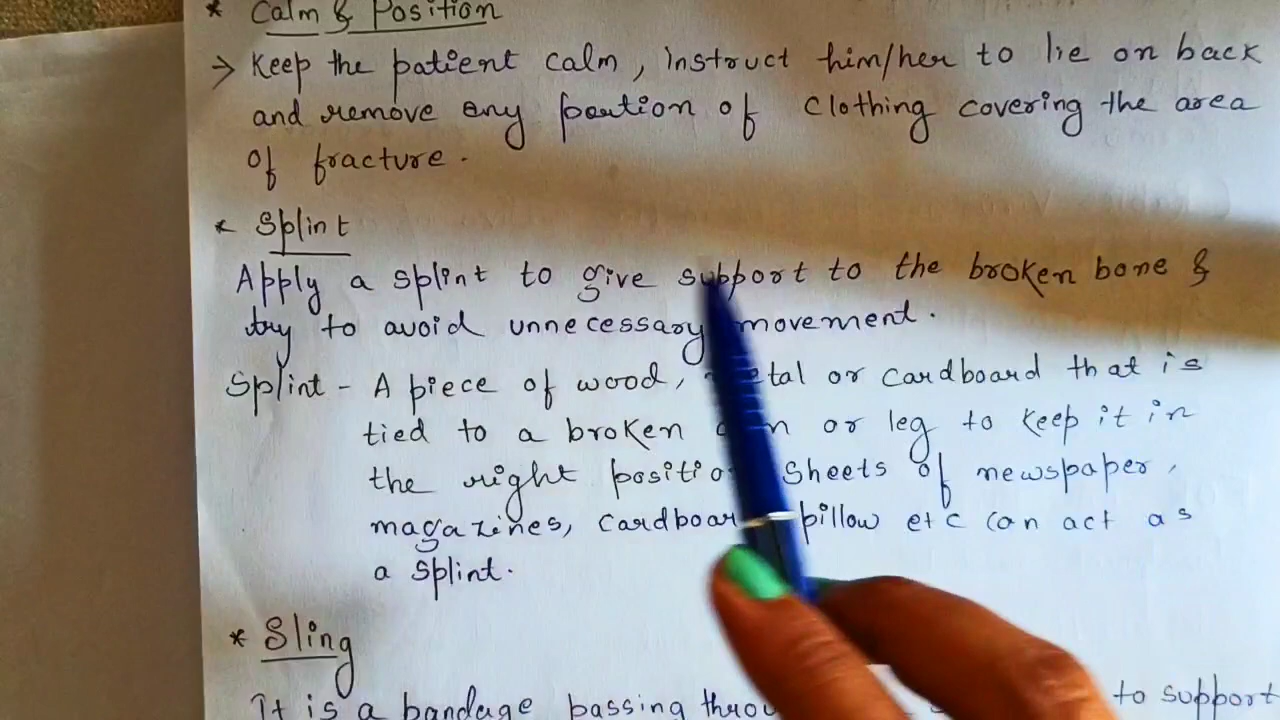 * Calm & Position
→ Keep the patient calm, instruct him/her to lie on back
and remove any portion of clothing covering the area
of fracture.
* Splint
Apply a splint to give support to the broken bone &
try to avoid unnecessary movement.
Splint - A piece of wood, metal or cardboard that is
tied to a broken or leg to keep it in
the right position Sheets of newspaper,
magazines, cardboard pillow etc can act as
a splint.
* Sling
It is a bandage passing to support